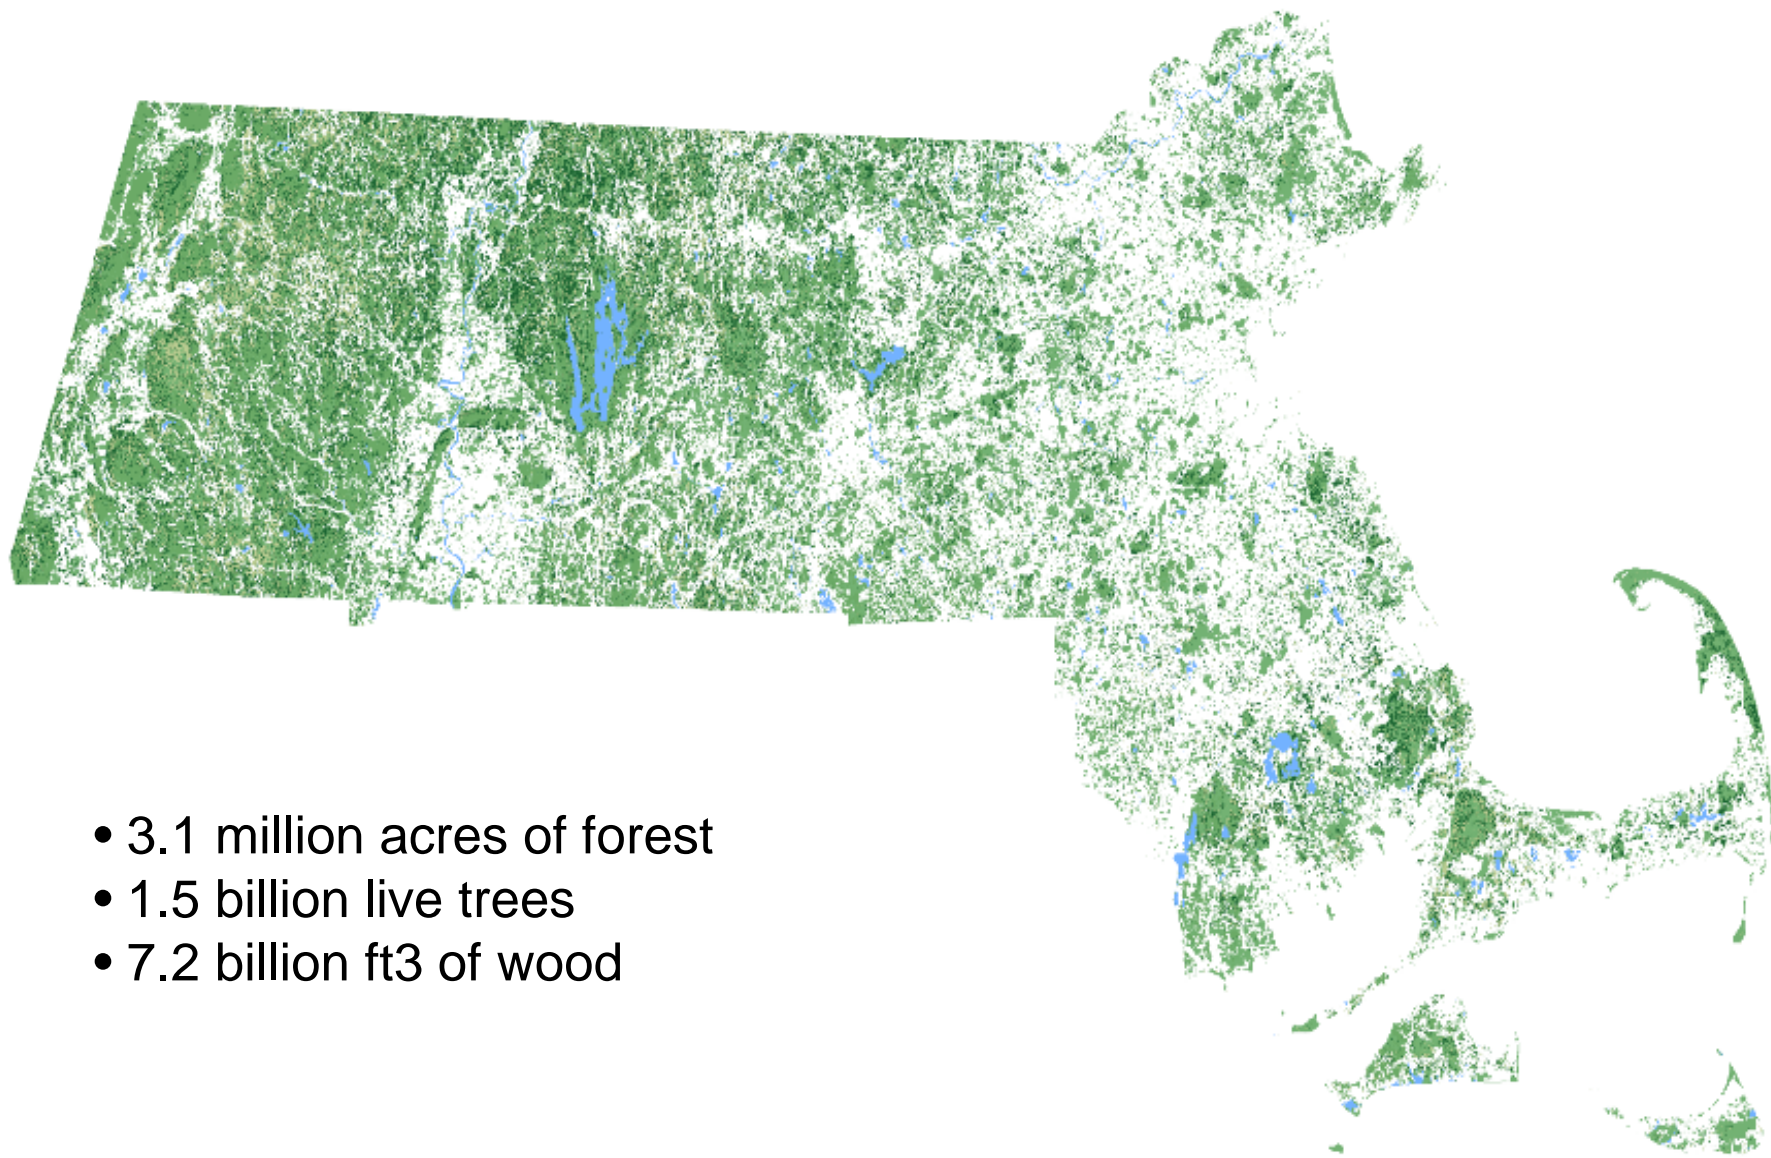 • 3.1 million acres of forest
• 1.5 billion live trees
• 7.2 billion ft3 of wood